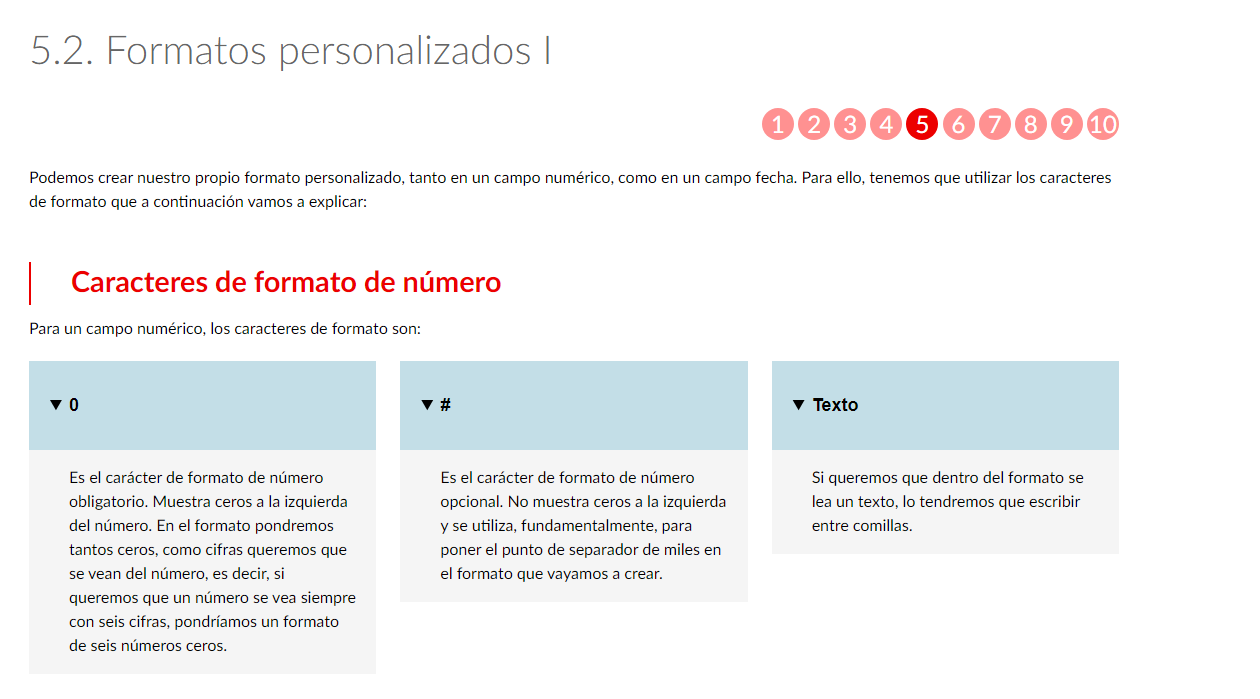 5.2. Formatos personalizados I
1 2 3 4 5 6 7 8 9 10
Podemos crear nuestro propio formato personalizado, tanto en un campo numérico, como en un campo fecha. Para ello, tenemos que utilizar los caracteres
de formato que a continuación vamos a explicar:
Caracteres de formato de número
Para un campo numérico, los caracteres de formato son:
▼ 0
Es el carácter de formato de número
obligatorio. Muestra ceros a la izquierda
del número. En el formato pondremos
tantos ceros, como cifras queremos que
se vean del número, es decir, si
queremos que un número se vea siempre
con seis cifras, pondríamos un formato
de seis números ceros.
▼ #
Es el carácter de formato de número
opcional. No muestra ceros a la izquierda
y se utiliza, fundamentalmente, para
poner el punto de separador de miles en
el formato que vayamos a crear.
▼ Texto
Si queremos que dentro del formato se
lea un texto, lo tendremos que escribir
entre comillas.